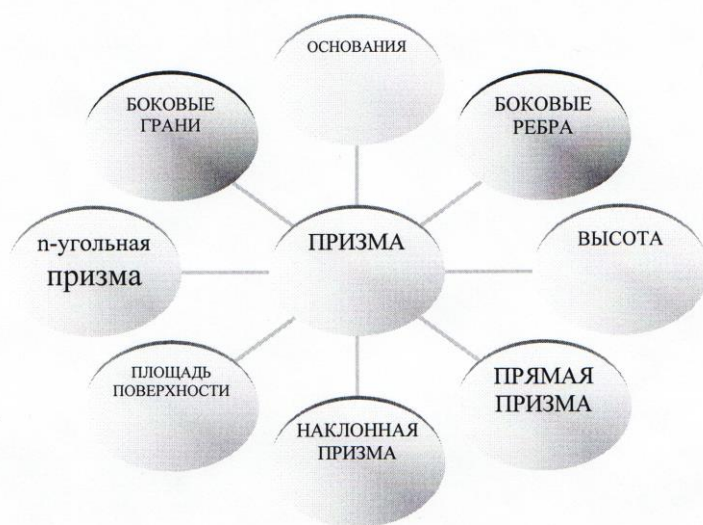 ОСНОВАНИЯ
БОКОВЫЕ
ГРАНИ
БОКОВЫЕ
РЕБРА
n-угольная
призма
ПРИЗМА
ВЫСОТА
ПЛОЩАДЬ
ПОВЕРХНОСТИ
ПРЯМАЯ
ПРИЗМА
НАКЛОННАЯ
ПРИЗМА